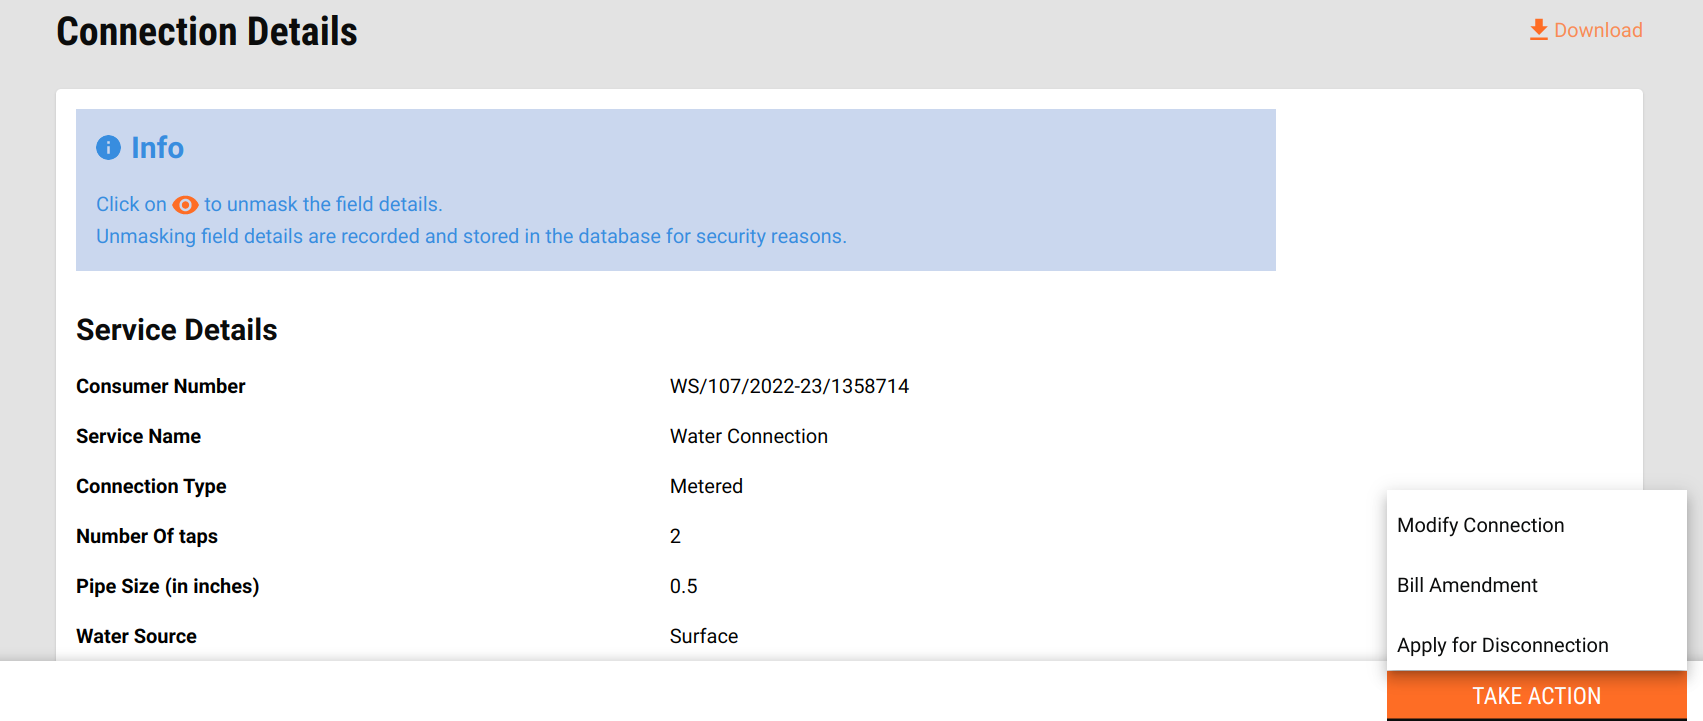 Connection Details
Download
Info
Click on to unmask the field details.
Unmasking field details are recorded and stored in the database for security reasons.
Service Details
Consumer Number WS/107/2022-23/1358714
Service Name Water Connection
Connection Type Metered
Number Of taps 2
Pipe Size (in inches) 0.5
Water Source Surface
Modify Connection
Bill Amendment
Apply for Disconnection
TAKE ACTION